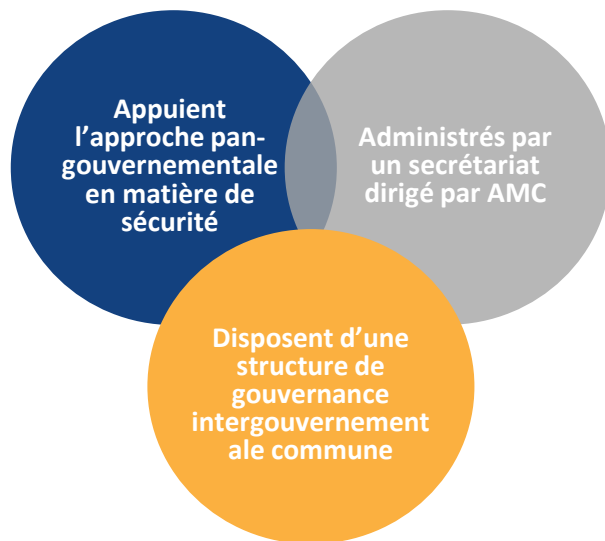 Appuient
l’approche pan-
gouvernementale
en matière de
sécurité
Administrés par
un secrétariat
dirigé par AMC
Disposent d’une
structure de
gouvernance
intergouvernement
ale commune